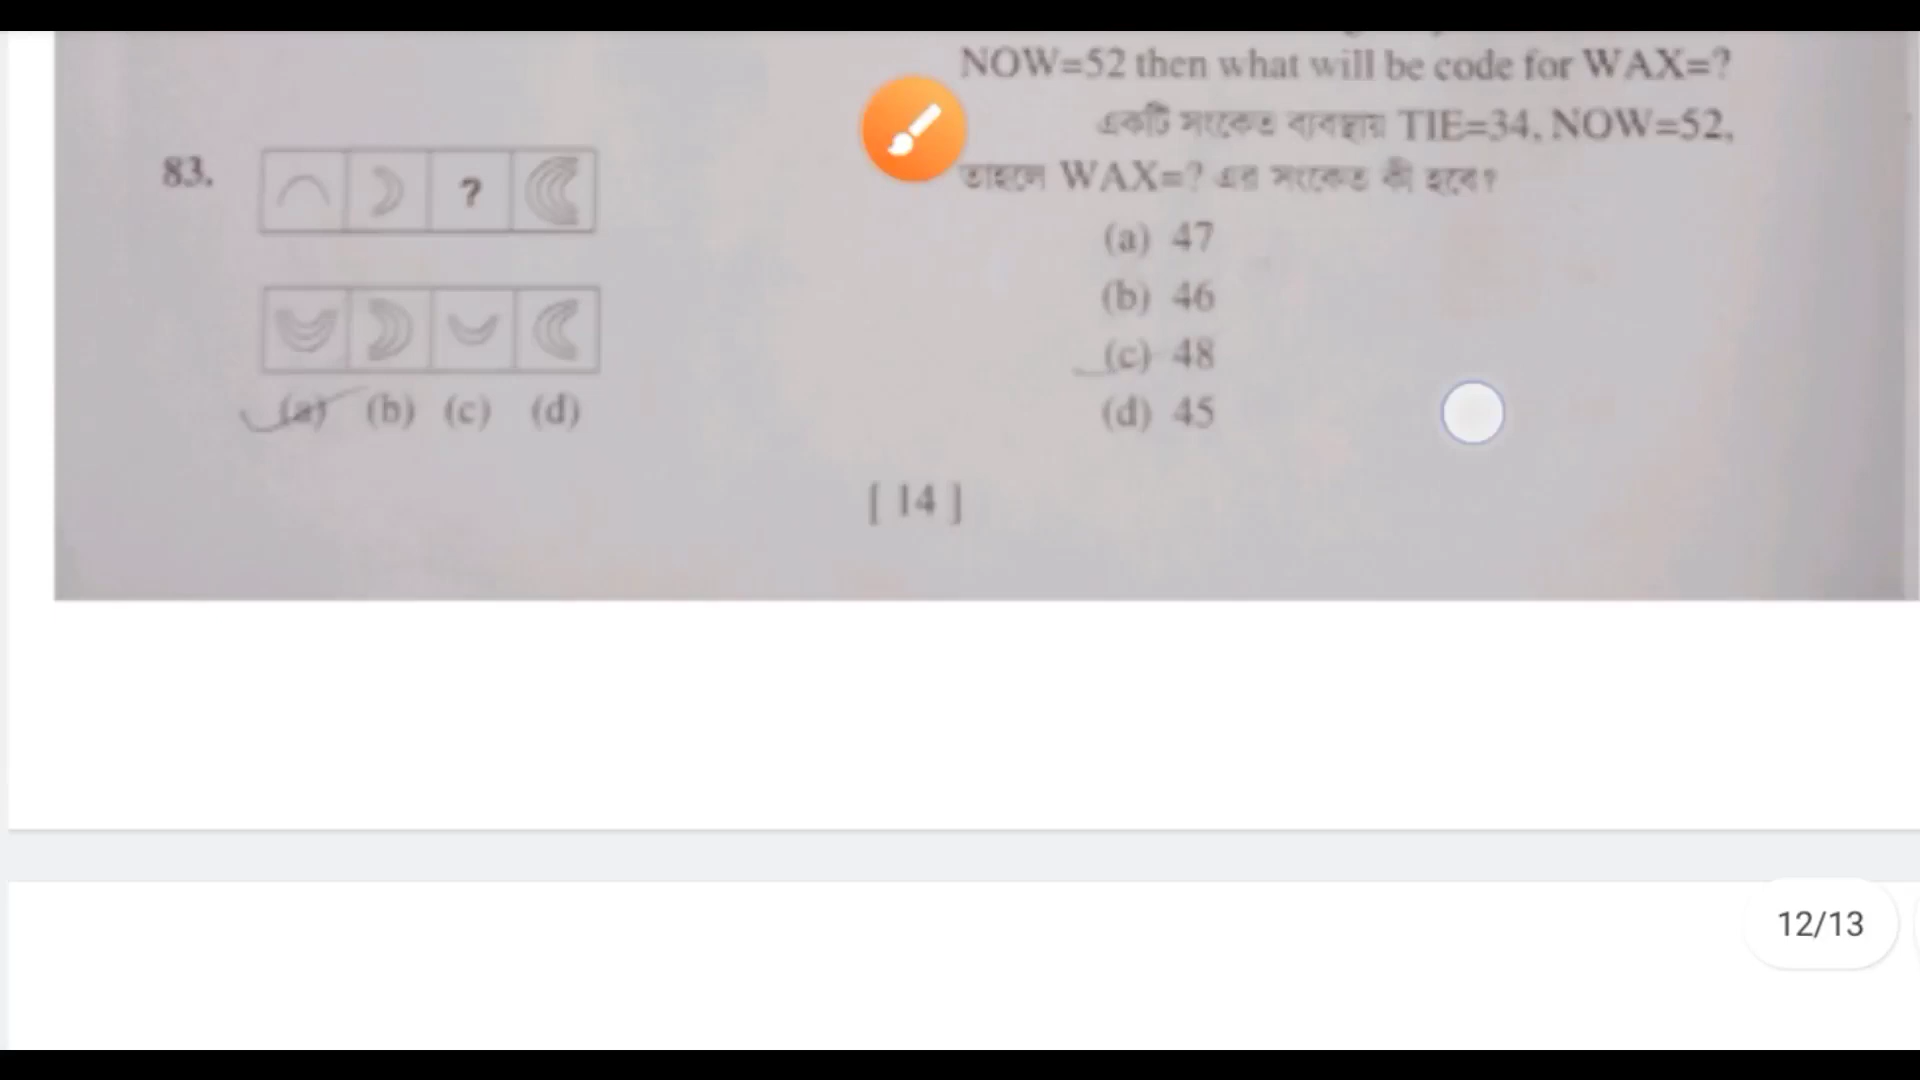 83.
?
(a) (b) (c) (d)
NOW=52 then what will be code for WAX=?
একটি সংকেত ব্যবস্থায় TIE=34, NOW=52,
তাহলে WAX=? এর সংকেত কী হবে?
(a) 47
(b) 46
(c) 48
(d) 45
[ 14 ]
12/13